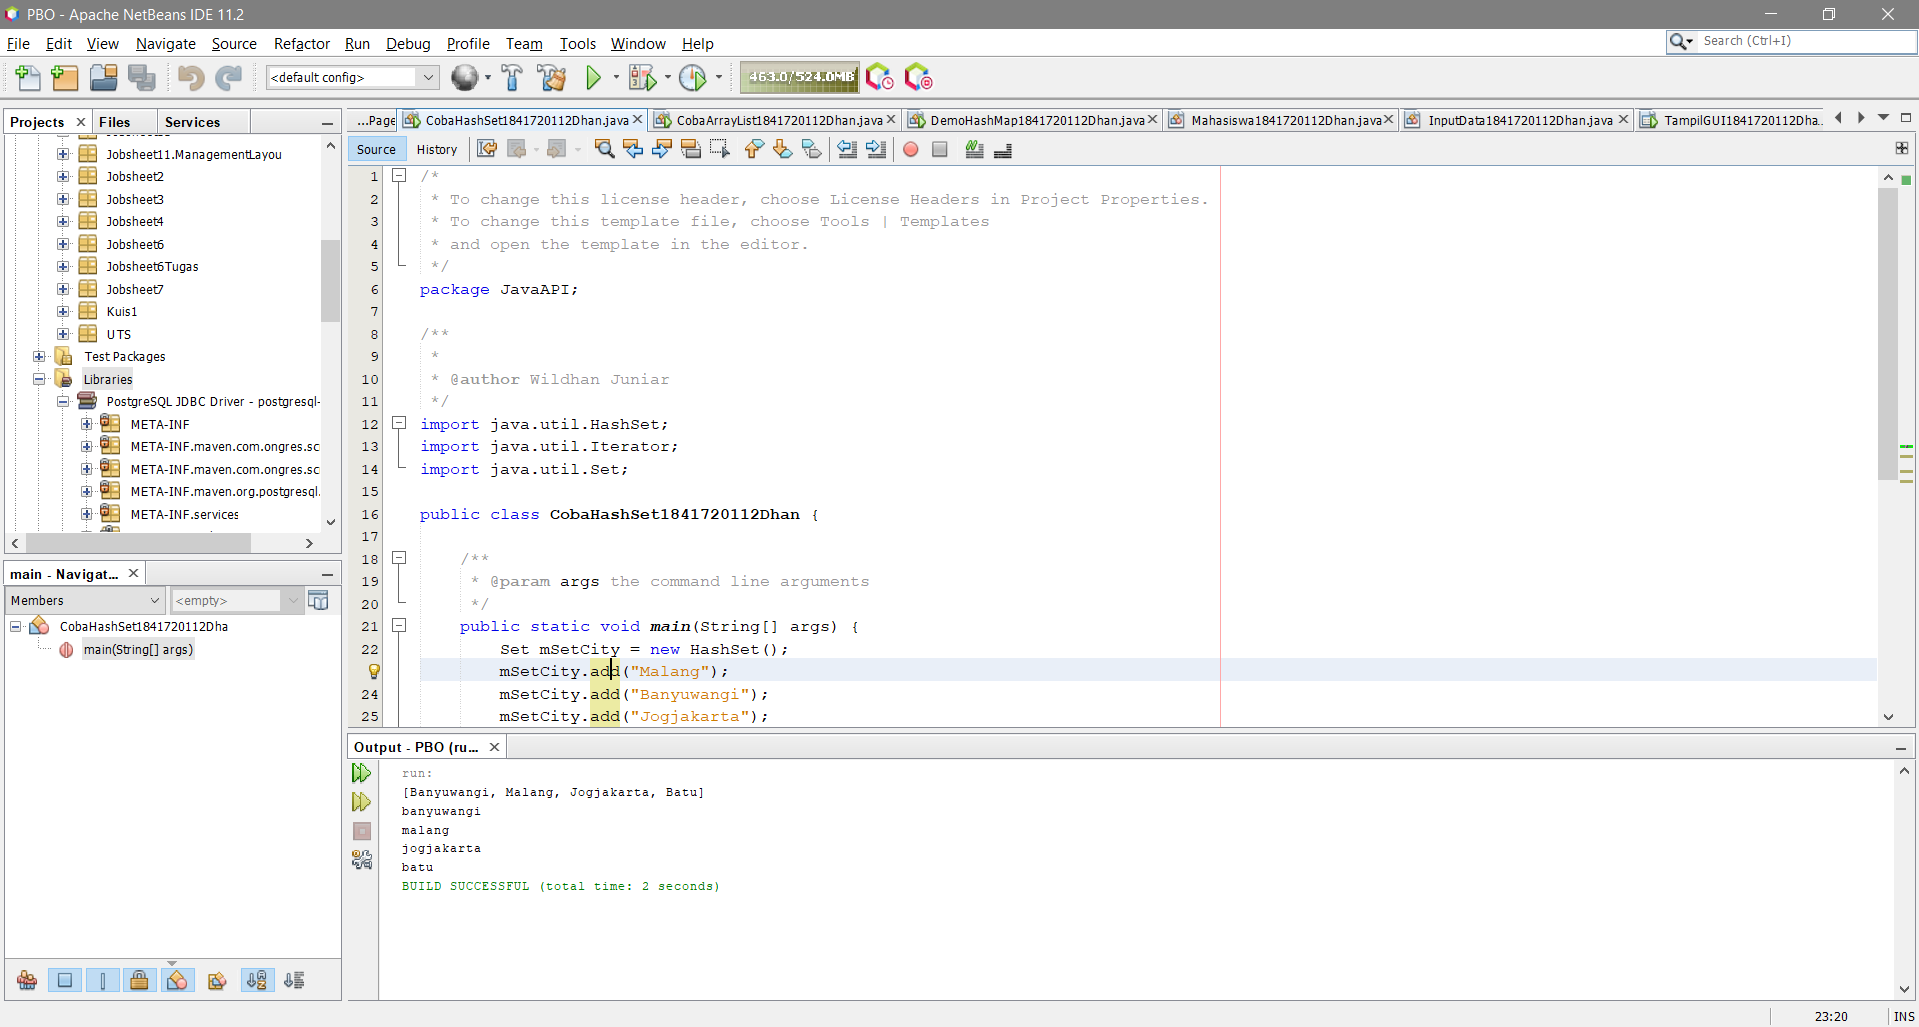 PBO - Apache NetBeans IDE 11.2
File Edit View Navigate Source Refactor Run Debug Profile Team Tools Window Help
Search (Ctrl+I)
<default config>
463.0/524.0MB
Projects Files Services
Jobsheet11.ManagementLayou
Jobsheet2
Jobsheet3
Jobsheet4
Jobsheet6
Jobsheet6Tugas
Jobsheet7
Kuis1
UTS
Test Packages
Libraries
PostgreSQL JDBC Driver - postgresql-
META-INF
META-INF.maven.com.ongres.sc
META-INF.maven.com.ongres.sc
META-INF.maven.org.postgresql.
META-INF.services
main - Navigat...
Members <empty>
CobaHashSet1841720112Dha
main(String[] args)
...Page CobaHashSet1841720112Dhan.java CobaArrayList1841720112Dhan.java DemoHashMap1841720112Dhan.java Mahasiswa1841720112Dhan.java InputData1841720112Dhan.java TampilGUI1841720112Dha...
Source History
1 /*
2 * To change this license header, choose License Headers in Project Properties.
3 * To change this template file, choose Tools | Templates
4 * and open the template in the editor.
5 */
6 package JavaAPI;
7
8 /**
9 *
10 * @author Wildhan Juniar
11 */
12 import java.util.HashSet;
13 import java.util.Iterator;
14 import java.util.Set;
15
16 public class CobaHashSet1841720112Dhan {
17
18 /**
19 * @param args the command line arguments
20 */
21 public static void main(String[] args) {
22 Set mSetCity = new HashSet();
mSetCity.add("Malang");
24 mSetCity.add("Banyuwangi");
25 mSetCity.add("Jogjakarta");
Output - PBO (ru...
run:
[Banyuwangi, Malang, Jogjakarta, Batu]
banyuwangi
malang
jogjakarta
batu
BUILD SUCCESSFUL (total time: 2 seconds)
23:20 INS